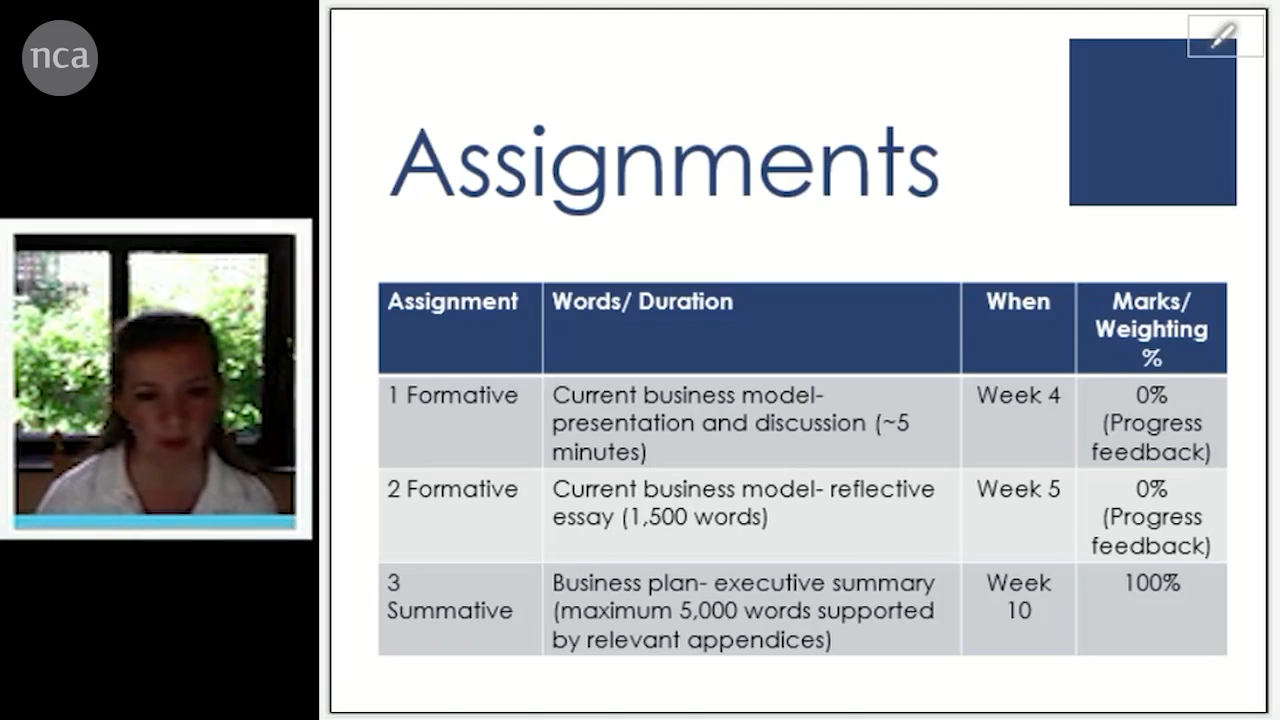 nca
Assignments
Assignment
Words/ Duration
When
Marks/
Weighting
%
1 Formative
Current business model-
presentation and discussion (~5
minutes)
Week 4
0%
(Progress
feedback)
2 Formative
Current business model- reflective
essay (1,500 words)
Week 5
0%
(Progress
feedback)
3
Summative
Business plan- executive summary
(maximum 5,000 words supported
by relevant appendices)
Week
10
100%